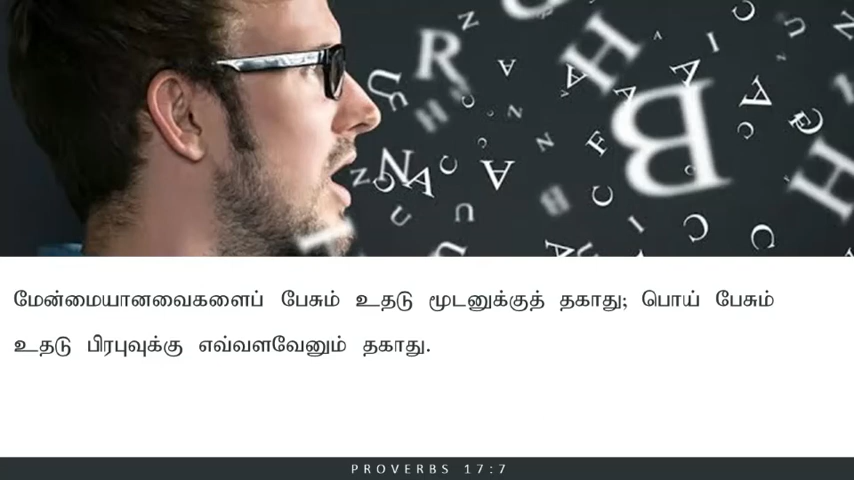 மேன்மையானவைகளைப் பேசும் உதடு மூடனுக்குத் தகாது; பொய் பேசும்
உதடு பிரபுவுக்கு எவ்வளவேனும் தகாது.
PROVERBS 17:7